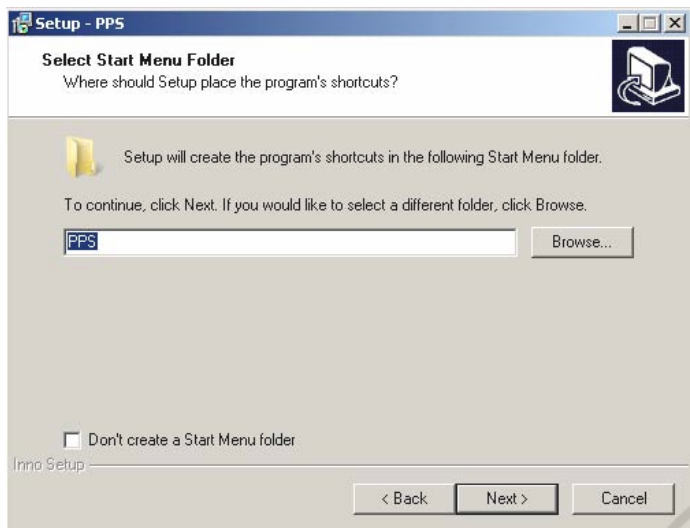 Setup - PPS
Select Start Menu Folder
Where should Setup place the program's shortcuts?
Setup will create the program's shortcuts in the following Start Menu folder.
To continue, click Next. If you would like to select a different folder, click Browse.
PPS
Browse...
Don't create a Start Menu folder
Inno Setup
< Back
Next >
Cancel